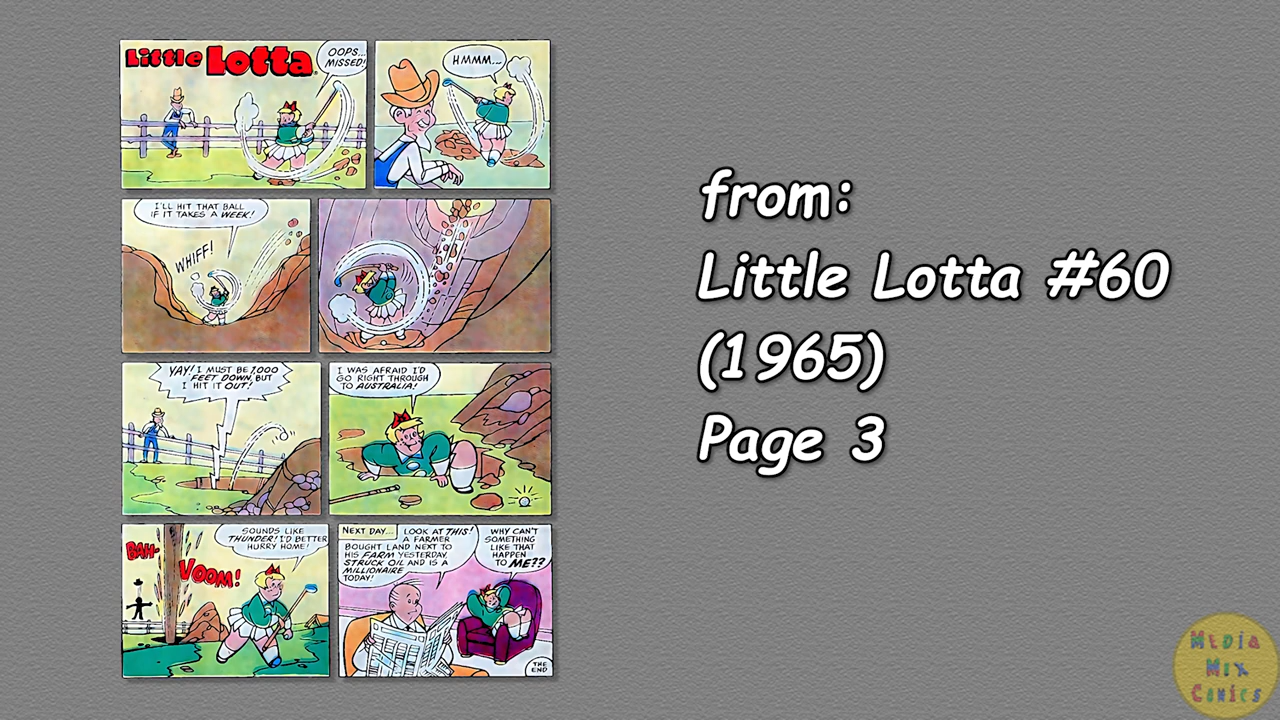 Little Lotta
OOPS...
MISSED!
HMMM...
I'LL HIT THAT BALL
IF IT TAKES A WEEK!
WHIFF!
YAY! I MUST BE 7,000
FEET DOWN, BUT
I HIT IT OUT!
I WAS AFRAID I'D
GO RIGHT THROUGH
TO AUSTRALIA!
BAH-
VOOM!
SOUNDS LIKE
THUNDER! I'D BETTER
HURRY HOME!
NEXT DAY...
LOOK AT THIS!
A FARMER
BOUGHT LAND NEXT TO
HIS FARM YESTERDAY,
STRUCK OIL AND IS A
MILLIONAIRE
TODAY!
WHY CAN'T
SOMETHING
LIKE THAT
HAPPEN
TO ME??
THE
END
from:
Little Lotta #60
(1965)
Page 3
MEDIA
MIX
COMICS